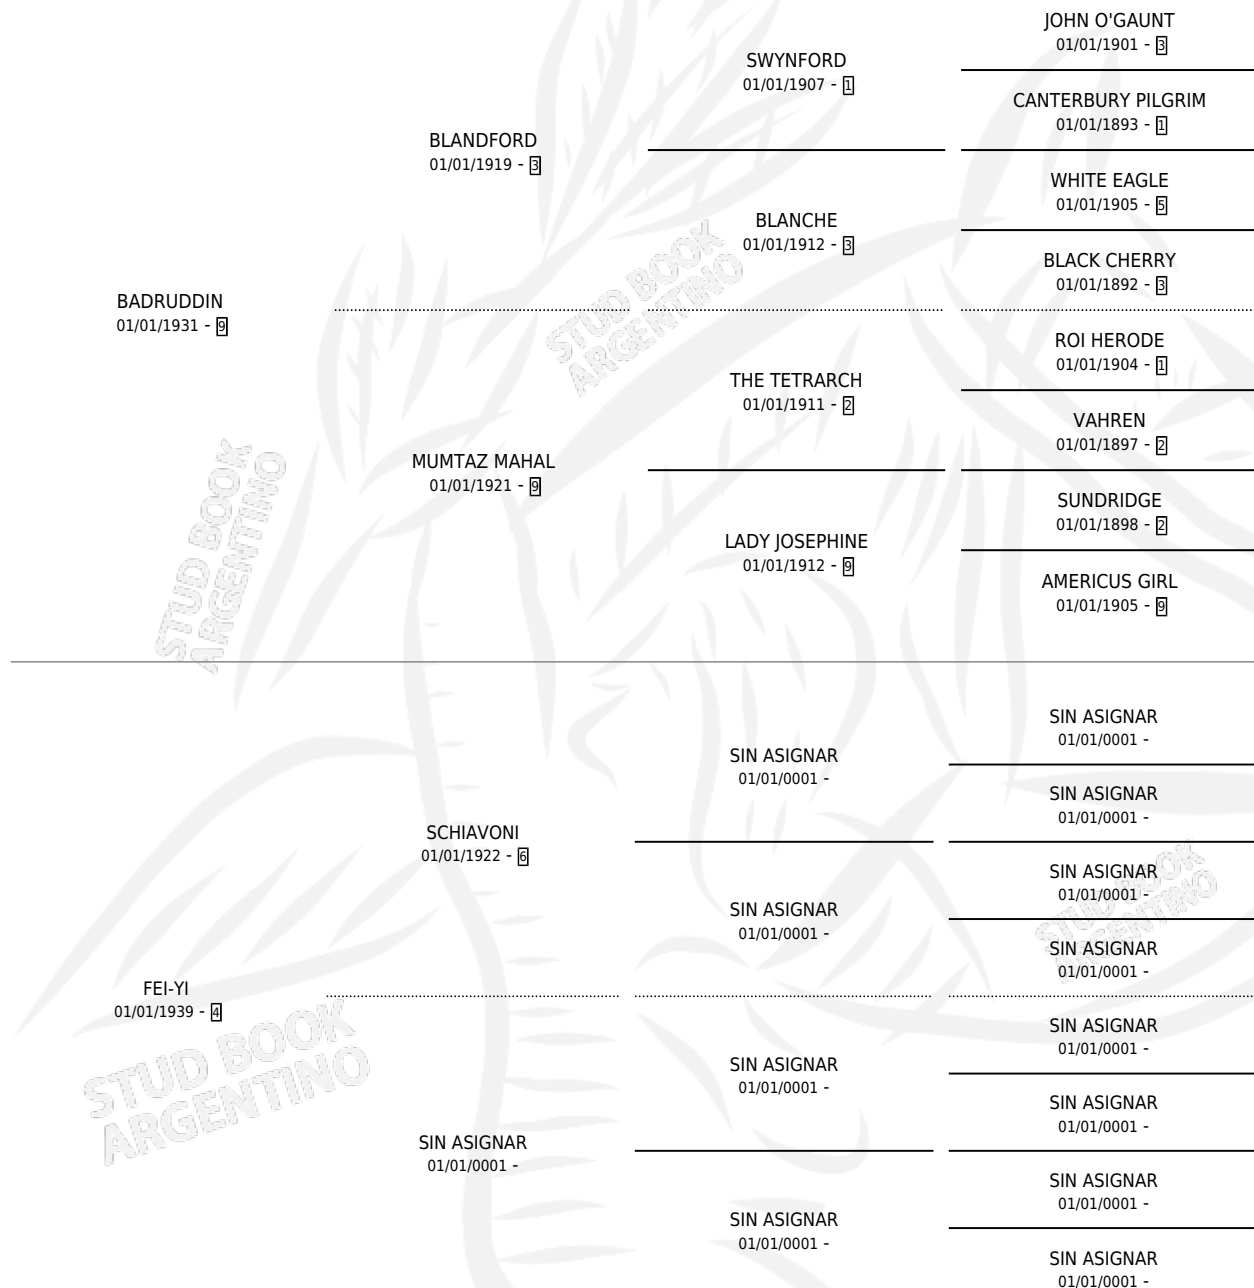 JOHN O'GAUNT
01/01/1901 - 3
SWYNFORD
01/01/1907 - 1
CANTERBURY PILGRIM
01/01/1893 - 1
BLANDFORD
01/01/1919 - 3
WHITE EAGLE
01/01/1905 - 5
BLANCHE
01/01/1912 - 3
BLACK CHERRY
01/01/1892 - 3
BADRUDDIN
01/01/1931 - 9
STUD BOOK
ARGENTINO
ROI HERODE
01/01/1904 - 1
THE TETRARCH
01/01/1911 - 2
VAHREN
01/01/1897 - 2
MUMTAZ MAHAL
01/01/1921 - 9
SUNDRIDGE
01/01/1898 - 2
LADY JOSEPHINE
01/01/1912 - 9
AMERICUS GIRL
01/01/1905 - 9
STUD BOOK
ARGENTINO
SIN ASIGNAR
01/01/0001 -
SIN ASIGNAR
01/01/0001 -
SIN ASIGNAR
01/01/0001 -
SCHIAVONI
01/01/1922 - 6
SIN ASIGNAR
01/01/0001 -
SIN ASIGNAR
01/01/0001 -
SIN ASIGNAR
01/01/0001 -
STUD BOOK
ARGENTINO
FEI-YI
01/01/1939 - 4
SIN ASIGNAR
01/01/0001 -
SIN ASIGNAR
01/01/0001 -
SIN ASIGNAR
01/01/0001 -
STUD BOOK
ARGENTINO
SIN ASIGNAR
01/01/0001 -
SIN ASIGNAR
01/01/0001 -
SIN ASIGNAR
01/01/0001 -
SIN ASIGNAR
01/01/0001 -